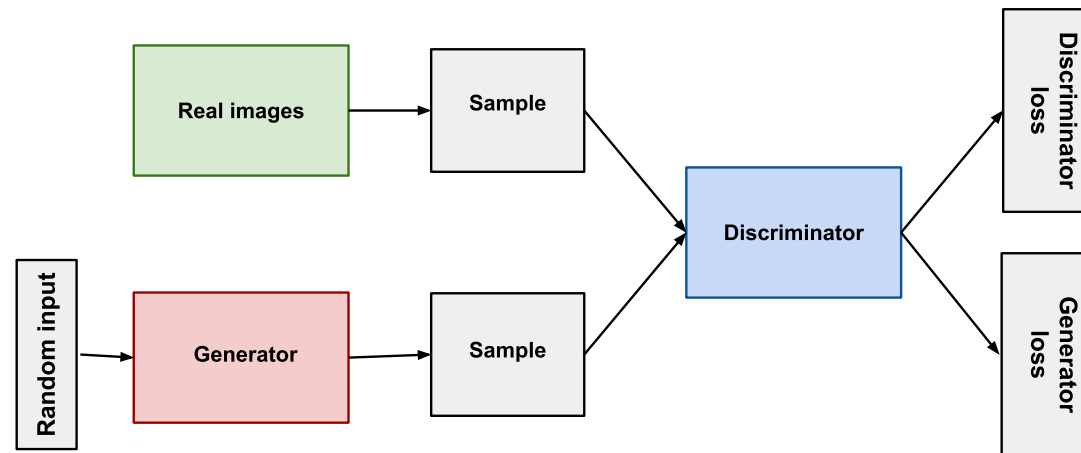 Real images
Sample
Discriminator
loss
Discriminator
Random input
Generator
Sample
Generator
loss